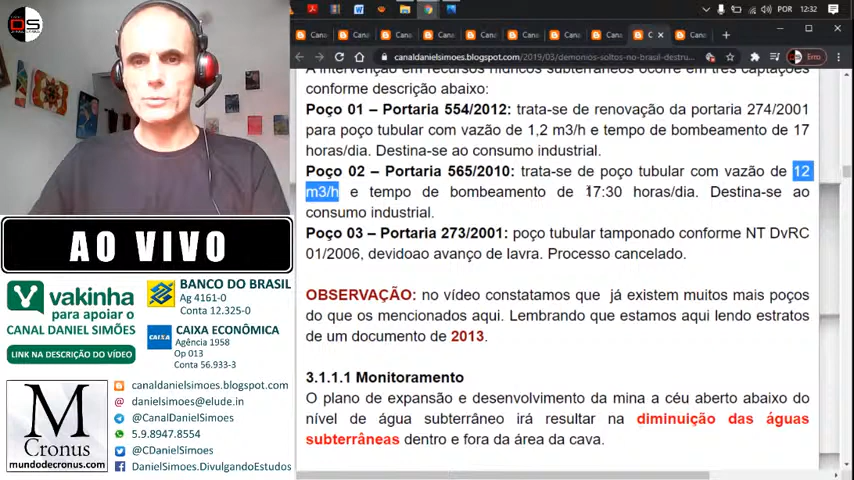 POR
12:32
Canal
Canal
Cana
Canal
Canal
Canal
Canal
C
Canal
canaldanielsimoes.blogspot.com/2019/03/demonios-soltos-no-brasil-destru...
Erro
A intervenção em recursos hídricos subterrâneos ocorre em três captações
conforme descrição abaixo:
Poço 01 – Portaria 554/2012: trata-se de renovação da portaria 274/2001
para poço tubular com vazão de 1,2 m3/h e tempo de bombeamento de 17
horas/dia. Destina-se ao consumo industrial.
Poço 02 – Portaria 565/2010: trata-se de poço tubular com vazão de 12
m3/h e tempo de bombeamento de 17:30 horas/dia. Destina-se ao
consumo industrial.
Poço 03 – Portaria 273/2001: poço tubular tamponado conforme NT DvRC
01/2006, devidoao avanço de lavra. Processo cancelado.
OBSERVAÇÃO: no vídeo constatamos que já existem muitos mais poços
do que os mencionados aqui. Lembrando que estamos aqui lendo estratos
de um documento de 2013.
3.1.1.1 Monitoramento
O plano de expansão e desenvolvimento da mina a céu aberto abaixo do
nível de água subterrâneo irá resultar na diminuição das águas
subterrâneas dentro e fora da área da cava.
AO VIVO
vakinha
para apoiar o
CANAL DANIEL SIMÕES
LINK NA DESCRIÇÃO DO VÍDEO
BANCO DO BRASIL
Ag 4161-0
Conta 12.325-0
CAIXA
CAIXA ECONÔMICA
Agência 1958
Op 013
Conta 56.933-3
M
Cronus
mundodecronus.com
canaldanielsimoes.blogspot.com
danielsimoes@elude.in
@CanalDanielSimoes
5.9.8947.8554
@CDanielSimoes
DanielSimoes.DivulgandoEstudos